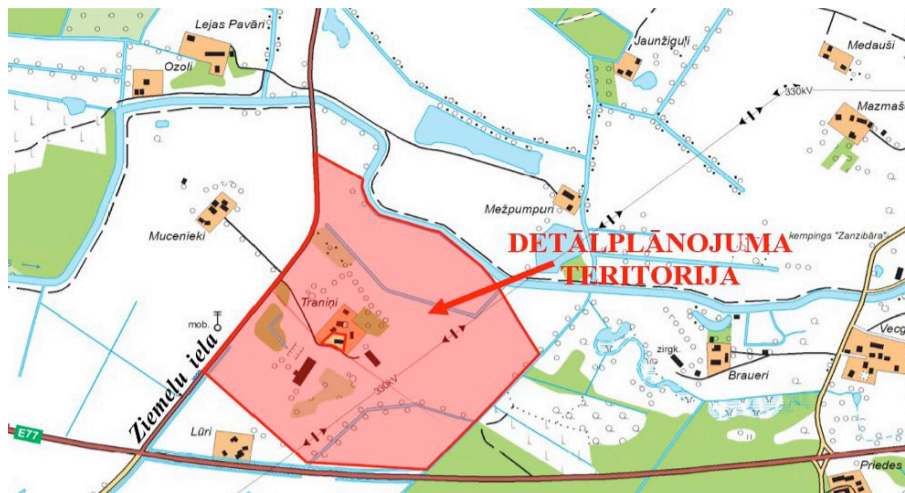 Lejas Pavāri
Ozoli
Jaunžiguļi
Medauši
330kV
Mazmaš
Mežpumpuri
Mucenieki
kempings "Zanzibāra"
DETĀLPLĀNOJUMA
TERITORIJA
Traniņi
mob.
zirgk.
Vecg
Braueri
330kV
Ziemeļu iela
E77
Lūri
Priedes